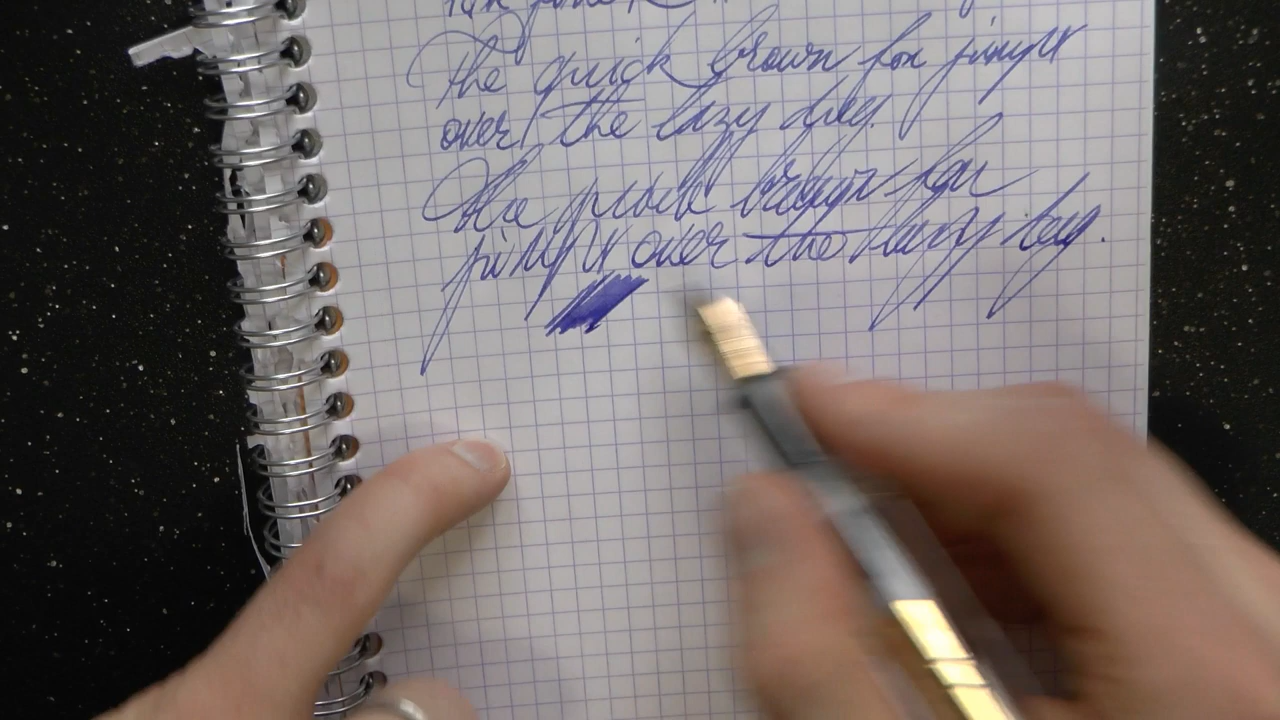 The quick brown fox jumps
over the lazy dog.
The quick brown fox
jumps over the lazy dog.